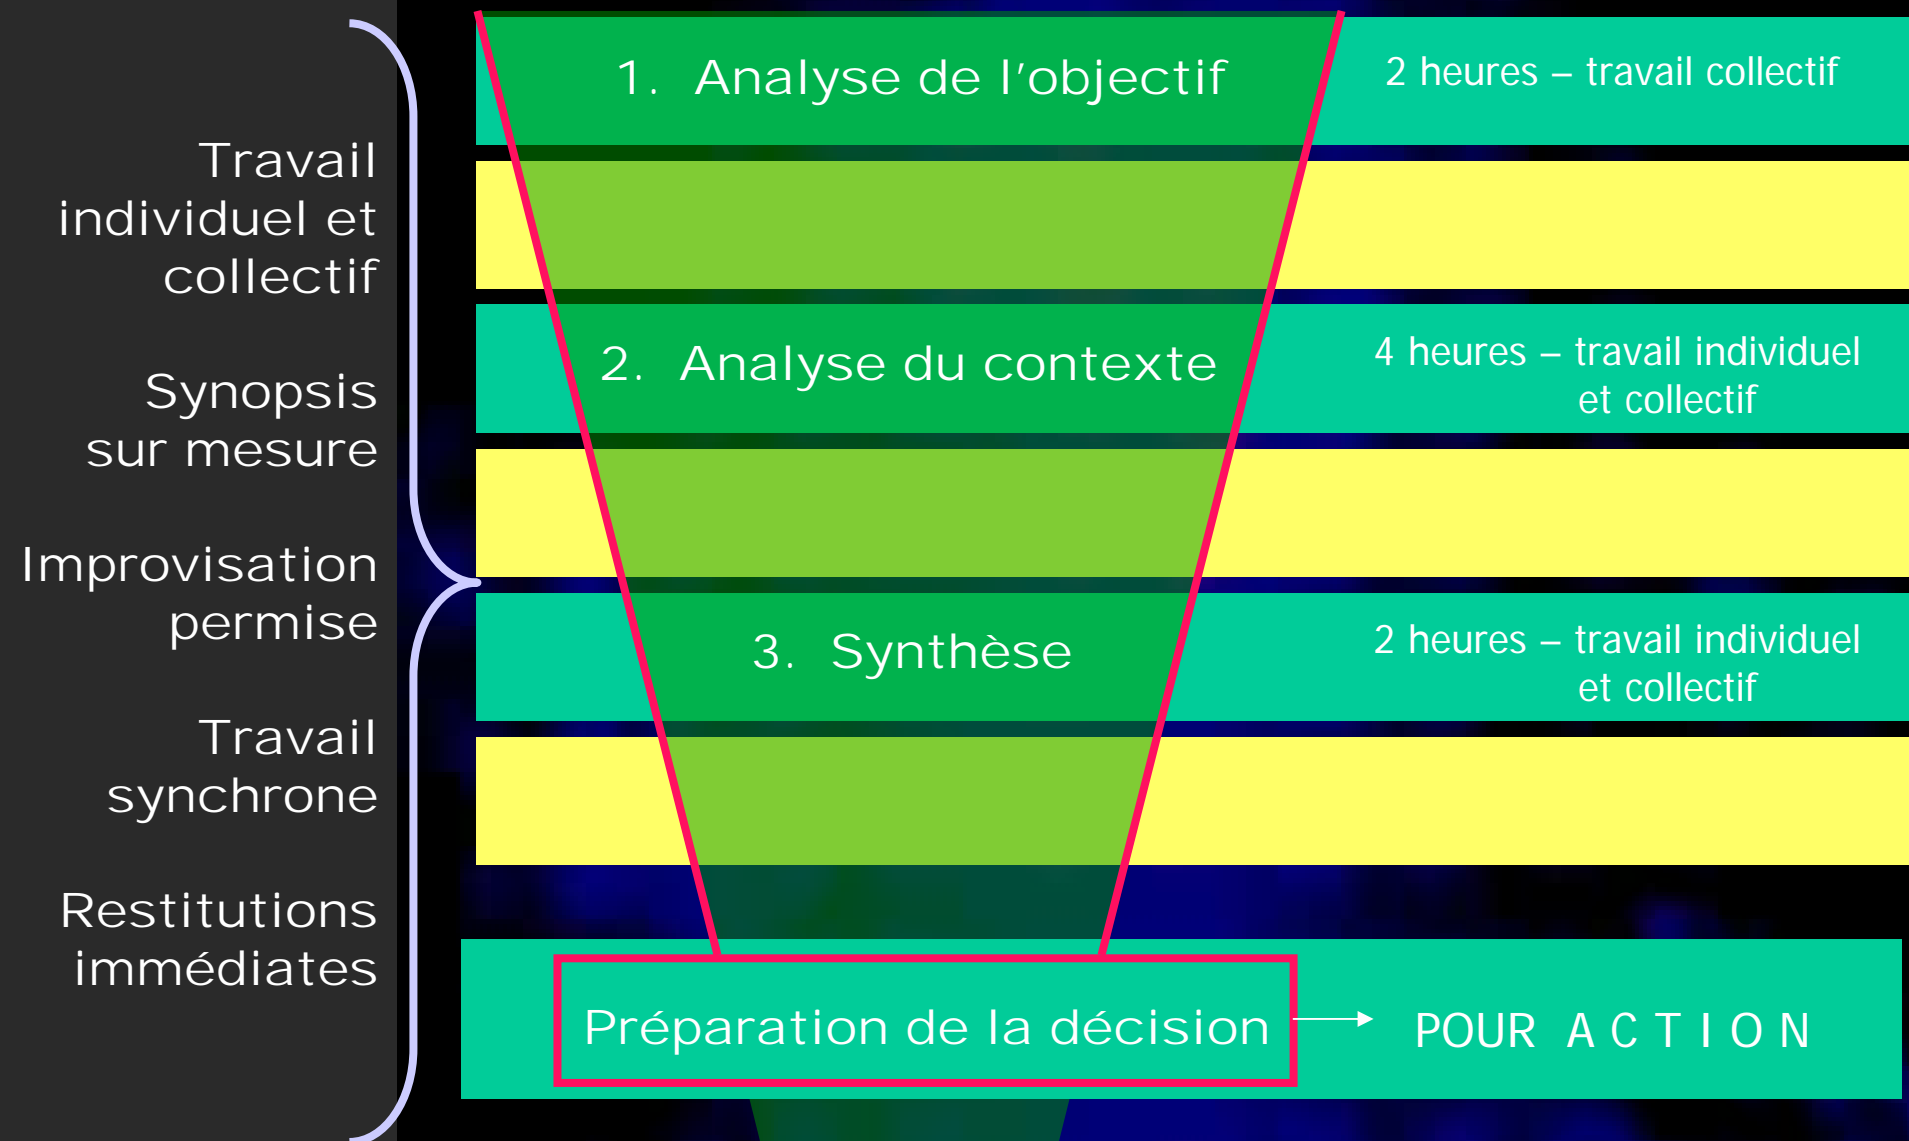 Travail
individuel et
collectif
Synopsis
sur mesure
Improvisation
permise
Travail
synchrone
Restitutions
immédiates
1. Analyse de l'objectif
2 heures – travail collectif
2. Analyse du contexte
4 heures – travail individuel
et collectif
3. Synthèse
2 heures – travail individuel
et collectif
Préparation de la décision
POUR A C T I O N